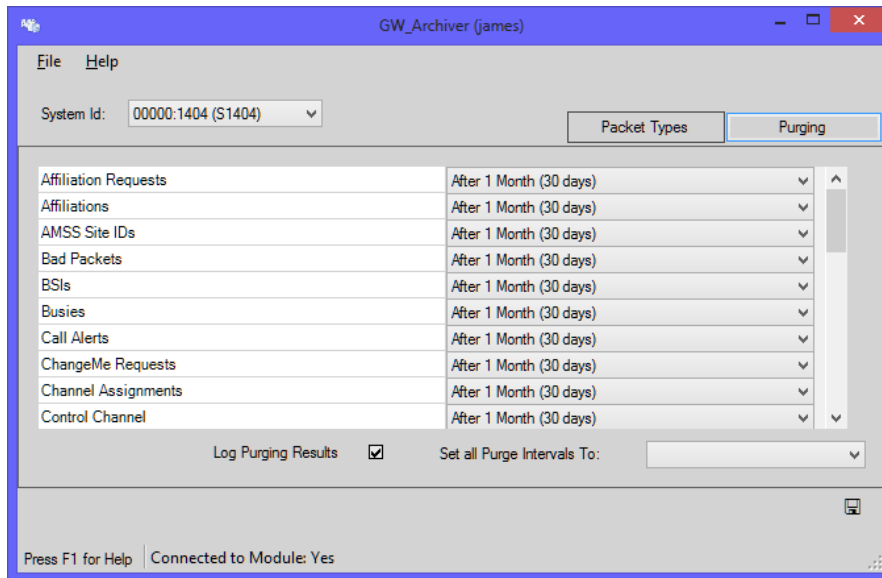 GW_Archiver (james)
File Help
System Id: 00000:1404 (S1404)
Packet Types Purging
Affiliation Requests After 1 Month (30 days)
Affiliations After 1 Month (30 days)
AMSS Site IDs After 1 Month (30 days)
Bad Packets After 1 Month (30 days)
BSIs After 1 Month (30 days)
Busies After 1 Month (30 days)
Call Alerts After 1 Month (30 days)
ChangeMe Requests After 1 Month (30 days)
Channel Assignments After 1 Month (30 days)
Control Channel After 1 Month (30 days)
Log Purging Results Set all Purge Intervals To:
Press F1 for Help Connected to Module: Yes